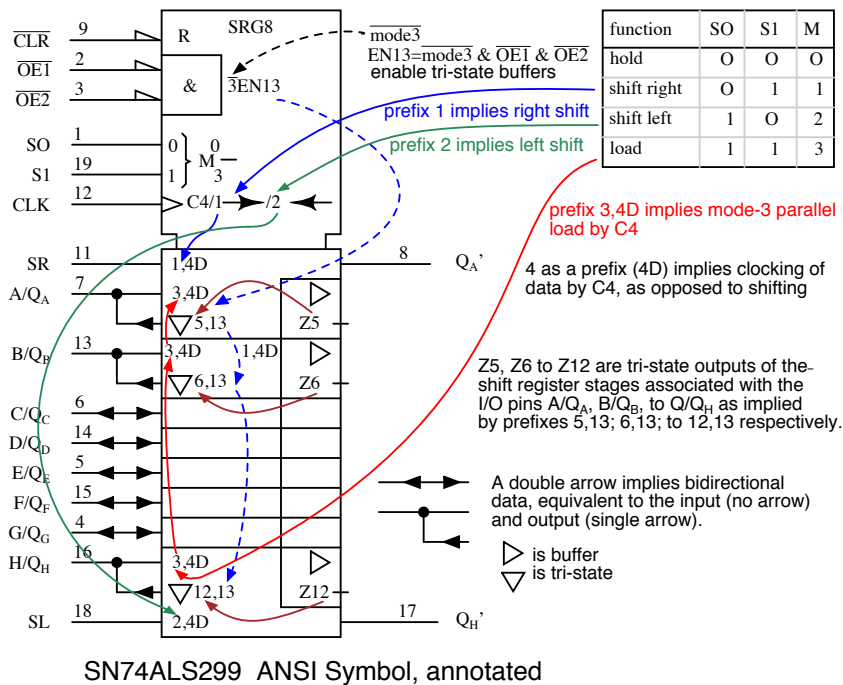 9
CLR
R
SRG8
mode3
EN13=mode3 & OE1 & OE2
enable tri-state buffers
2
OE1
&
3EN13
3
OE2
function SO S1 M
hold O O O
shift right O 1 1
shift left 1 O 2
load 1 1 3
prefix 1 implies right shift
prefix 2 implies left shift
1
SO
0
M
0
3
19
S1
1
12
CLK
C4/1
/2
prefix 3,4D implies mode-3 parallel
load by C4
11
SR
1,4D
8
QA’
4 as a prefix (4D) implies clocking of
data by C4, as opposed to shifting
7
A/QA
3,4D
5,13
Z5
13
B/QB
3,4D
1,4D
6,13
Z6
Z5, Z6 to Z12 are tri-state outputs of the
shift register stages associated with the
I/O pins A/QA, B/QB, to Q/QH as implied
by prefixes 5,13; 6,13; to 12,13 respectively.
6
C/QC
14
D/QD
5
E/QE
15
F/QF
4
G/QG
A double arrow implies bidirectional
data, equivalent to the input (no arrow)
and output (single arrow).
is buffer
is tri-state
16
H/QH
3,4D
12,13
Z12
18
SL
2,4D
17
QH’
SN74ALS299 ANSI Symbol, annotated